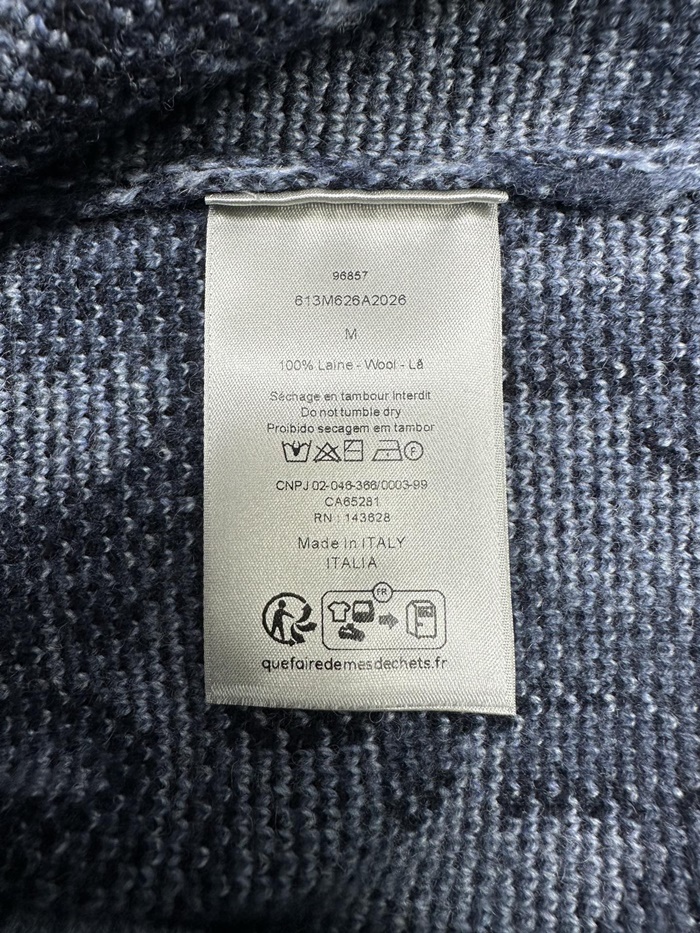 96857
613M626A2026
M
100% Laine - Wool - Lã
Séchage en tambour interdit
Do not tumble dry
Proibido secagem em tambor
F
CNPJ 02-046-366/0003-99
CA65281
RN : 143628
Made in ITALY
ITALIA
FR
quefairedemesdechets.fr